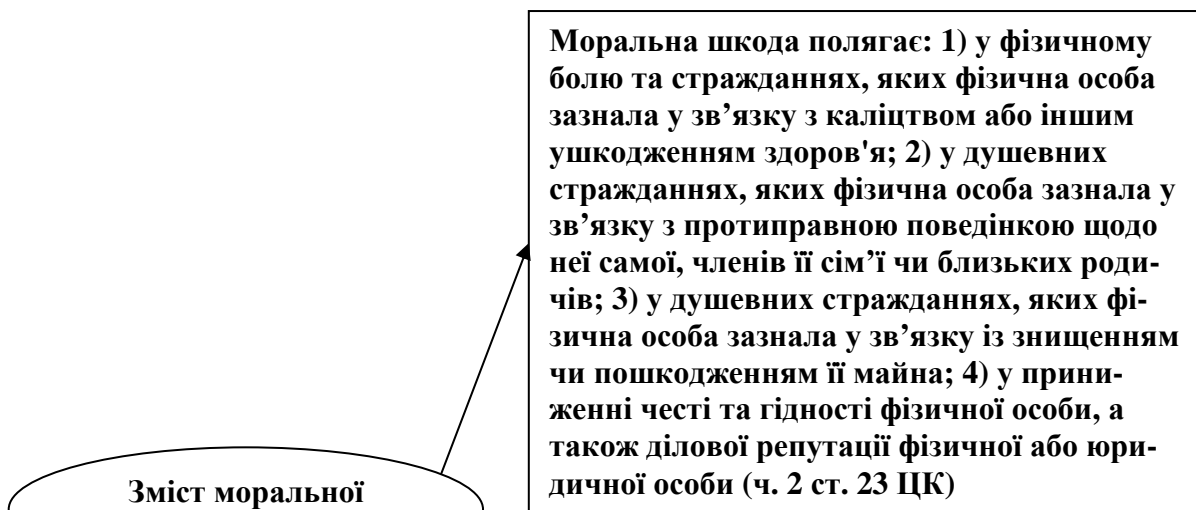 Моральна шкода полягає: 1) у фізичному
болю та стражданнях, яких фізична особа
зазнала у зв’язку з каліцтвом або іншим
ушкодженням здоров'я; 2) у душевних
стражданнях, яких фізична особа зазнала у
зв’язку з протиправною поведінкою щодо
неї самої, членів її сім’ї чи близьких роди-
чів; 3) у душевних стражданнях, яких фі-
зична особа зазнала у зв’язку із знищенням
чи пошкодженням її майна; 4) у прини-
женні честі та гідності фізичної особи, а
також ділової репутації фізичної або юри-
дичної особи (ч. 2 ст. 23 ЦК)
Зміст моральної